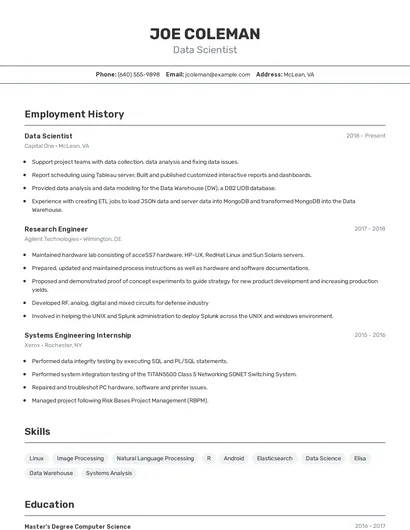 JOE COLEMAN
Data Scientist
Phone: (640) 555-9898 Email: jcoleman@example.com Address: McLean, VA
Employment History
Data Scientist 2018 - Present
Capital One • McLean, VA
• Support project teams with data collection, data analysis and fixing data issues.
• Report scheduling using Tableau server, Built and published customized interactive reports and dashboards.
• Provided data analysis and data modeling for the Data Warehouse (DW), a DB2 UDB database.
• Experience with creating ETL jobs to load JSON data and server data into MongoDB and transformed MongoDB into the Data
Warehouse.
Research Engineer 2017 - 2018
Agilent Technologies • Wilmington, DE
• Maintained hardware lab consisting of acceSS7 hardware, HP-UX, RedHat Linux and Sun Solaris servers.
• Prepared, updated and maintained process instructions as well as hardware and software documentations.
• Proposed and demonstrated proof of concept experiments to guide strategy for new product development and increasing production
yields.
• Developed RF, analog, digital and mixed circuits for defense industry
• Involved in helping the UNIX and Splunk administration to deploy Splunk across the UNIX and windows environment.
Systems Engineering Internship 2015 - 2016
Xerox • Rochester, NY
• Performed data integrity testing by executing SQL and PL/SQL statements.
• Performed system integration testing of the TITAN5500 Class 5 Networking SONET Switching System.
• Repaired and troubleshot PC hardware, software and printer issues.
• Managed project following Risk Bases Project Management (RBPM).
Skills
Linux Image Processing Natural Language Processing R Android Elasticsearch Data Science Elisa
Data Warehouse Systems Analysis
Education
Master's Degree Computer Science 2016 - 2017